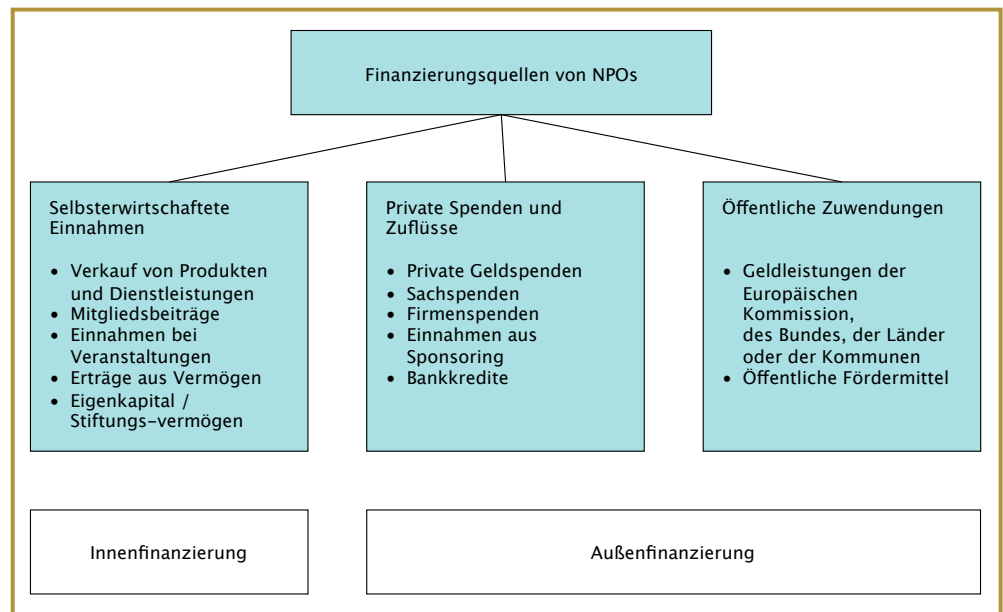 Finanzierungsquellen von NPOs
Selbsterwirtschaftete
Einnahmen
• Verkauf von Produkten
und Dienstleistungen
• Mitgliedsbeiträge
• Einnahmen bei
Veranstaltungen
• Erträge aus Vermögen
• Eigenkapital /
Stiftungs-vermögen
Private Spenden und
Zuflüsse
• Private Geldspenden
• Sachspenden
• Firmenspenden
• Einnahmen aus
Sponsoring
• Bankkredite
Öffentliche Zuwendungen
• Geldleistungen der
Europäischen
Kommission,
des Bundes, der Länder
oder der Kommunen
• Öffentliche Fördermittel
Innenfinanzierung
Außenfinanzierung